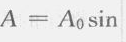 A = A₀ sin